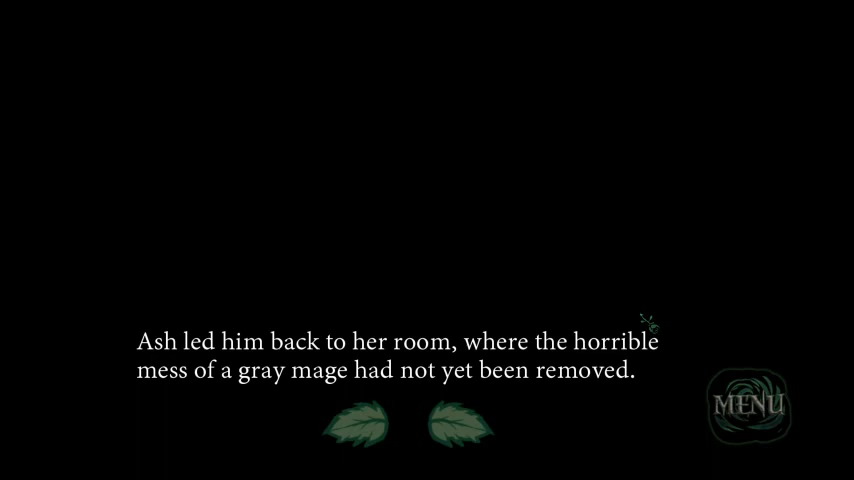 Ash led him back to her room, where the horrible
mess of a gray mage had not yet been removed.
MENU